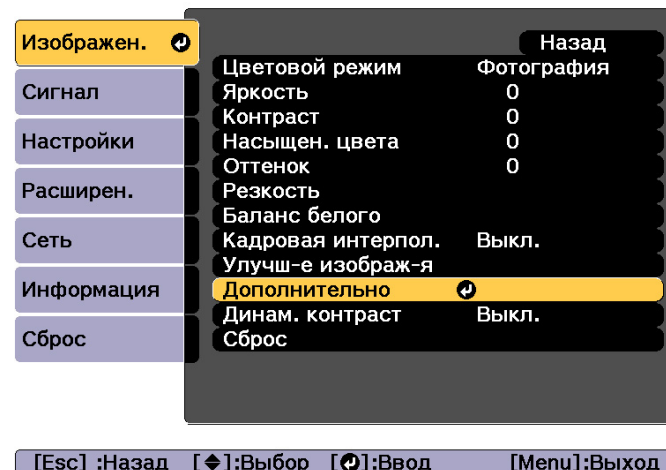 Изображен.
Сигнал
Настройки
Расширен.
Сеть
Информация
Сброс
Назад
Цветовой режим Фотография
Яркость 0
Контраст 0
Насыщен. цвета 0
Оттенок 0
Резкость
Баланс белого
Кадровая интерпол. Выкл.
Улучш-е изображ-я
Дополнительно
Динам. контраст Выкл.
Сброс
[Esc] :Назад [◆]:Выбор [↵]:Ввод [Menu]:Выход